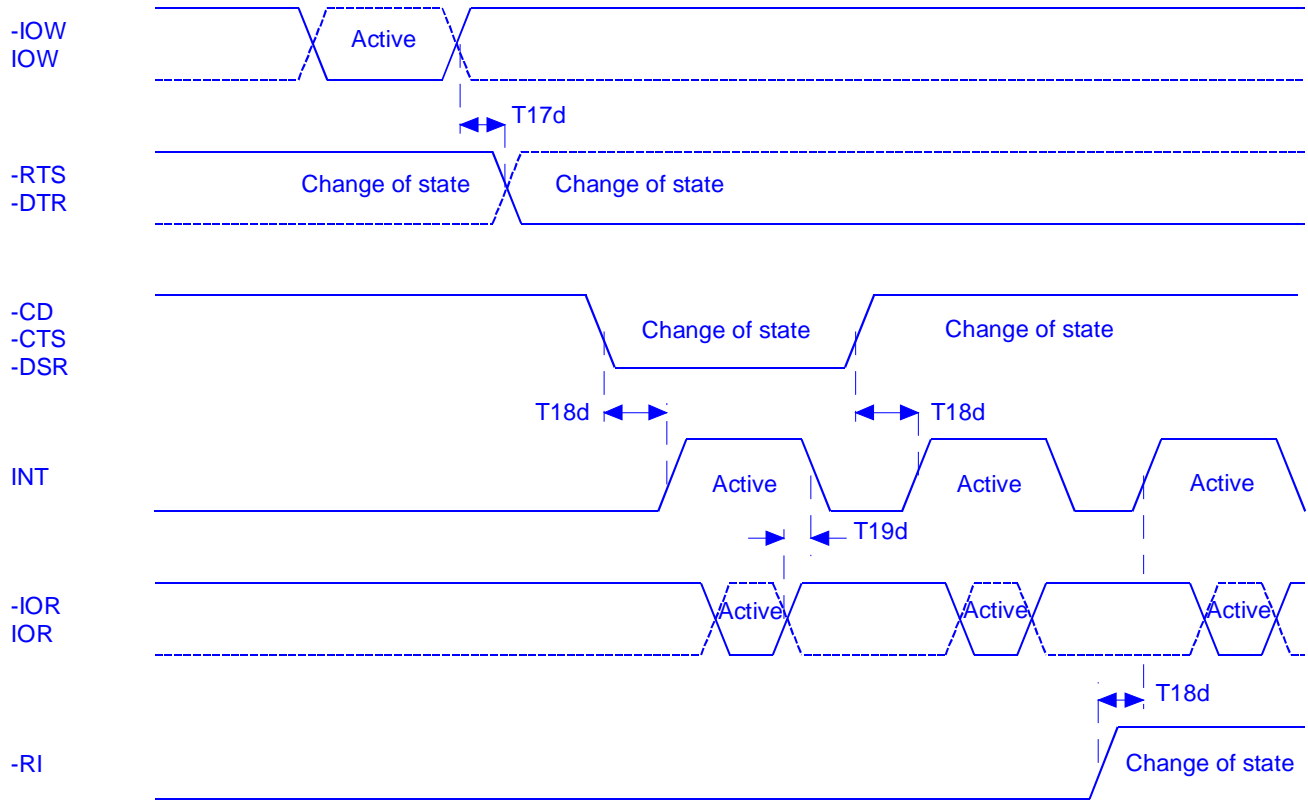 -IOW
IOW
Active
T17d
-RTS
-DTR
Change of state
Change of state
-CD
-CTS
-DSR
Change of state
Change of state
T18d
T18d
INT
Active
Active
Active
T19d
-IOR
IOR
Active
Active
Active
T18d
-RI
Change of state